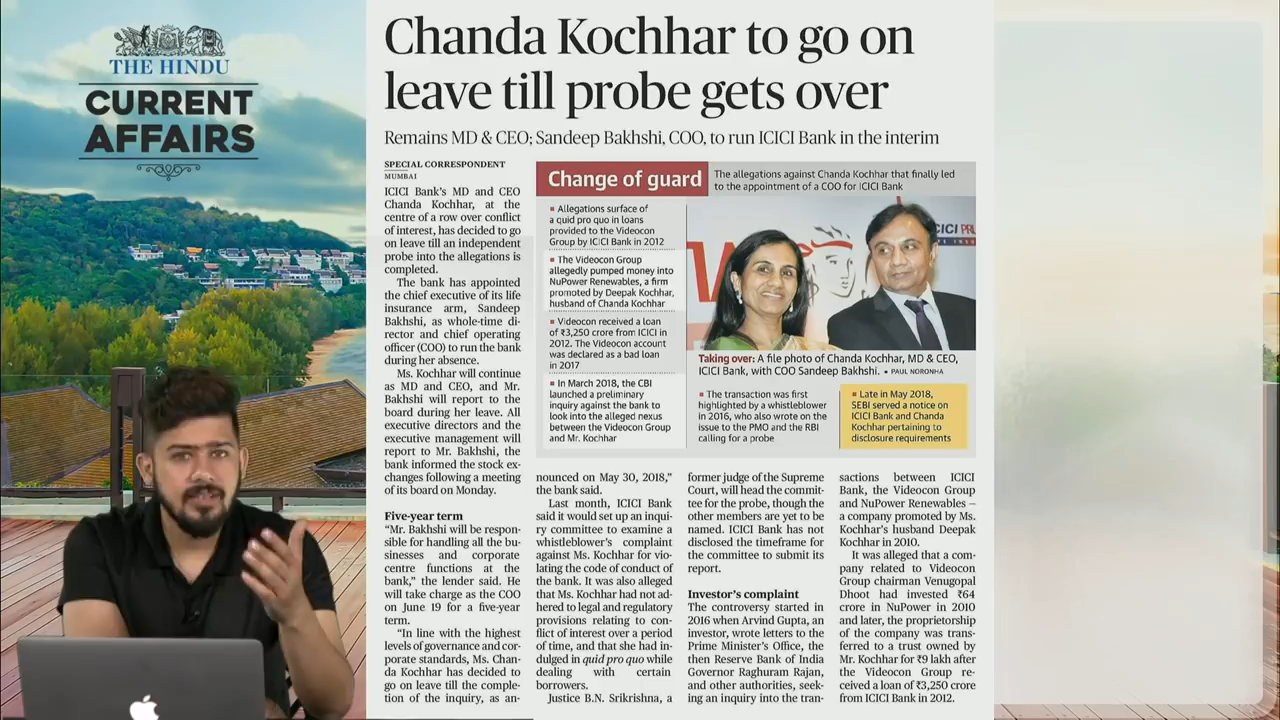 THE HINDU
CURRENT
AFFAIRS
Chanda Kochhar to go on
leave till probe gets over
Remains MD & CEO; Sandeep Bakhshi, COO, to run ICICI Bank in the interim
SPECIAL CORRESPONDENT
MUMBAI
ICICI Bank's MD and CEO
Chanda Kochhar, at the
centre of a row over conflict
of interest, has decided to go
on leave till an independent
probe into the allegations is
completed.
The bank has appointed
the chief executive of its life
insurance arm, Sandeep
Bakhshi, as whole-time di-
rector and chief operating
officer (COO) to run the bank
during her absence.
Ms. Kochhar will continue
as MD and CEO, and Mr.
Bakhshi will report to the
board during her leave. All
executive directors and the
executive management will
report to Mr. Bakhshi, the
bank informed the stock ex-
changes following a meeting
of its board on Monday.
Five-year term
“Mr. Bakhshi will be respon-
sible for handling all the bu-
sinesses and corporate
centre functions at the
bank,” the lender said. He
will take charge as the COO
on June 19 for a five-year
term.
“In line with the highest
levels of governance and cor-
porate standards, Ms. Chan-
da Kochhar has decided to
go on leave till the comple-
tion of the inquiry, as an-
Change of guard
The allegations against Chanda Kochhar that finally led
to the appointment of a COO for ICICI Bank
▪ Allegations surface of
a quid pro quo in loans
provided to the Videocon
Group by ICICI Bank in 2012
▪ The Videocon Group
allegedly pumped money into
NuPower Renewables, a firm
promoted by Deepak Kochhar,
husband of Chanda Kochhar
▪ Videocon received a loan
of ₹3,250 crore from ICICI in
2012. The Videocon account
was declared as a bad loan
in 2017
▪ In March 2018, the CBI
launched a preliminary
inquiry against the bank to
look into the alleged nexus
between the Videocon Group
and Mr. Kochhar
ICICI PRU
Taking over: A file photo of Chanda Kochhar, MD & CEO,
ICICI Bank, with COO Sandeep Bakhshi. • PAUL NORONHA
▪ The transaction was first
highlighted by a whistleblower
in 2016, who also wrote on the
issue to the PMO and the RBI
calling for a probe
▪ Late in May 2018,
SEBI served a notice on
ICICI Bank and Chanda
Kochhar pertaining to
disclosure requirements
nounced on May 30, 2018,”
the bank said.
Last month, ICICI Bank
said it would set up an inqui-
ry committee to examine a
whistleblower's complaint
against Ms. Kochhar for vio-
lating the code of conduct of
the bank. It was also alleged
that Ms. Kochhar had not ad-
hered to legal and regulatory
provisions relating to con-
flict of interest over a period
of time, and that she had in-
dulged in quid pro quo while
dealing with certain
borrowers.
Justice B.N. Srikrishna, a
former judge of the Supreme
Court, will head the commit-
tee for the probe, though the
other members are yet to be
named. ICICI Bank has not
disclosed the timeframe for
the committee to submit its
report.
Investor's complaint
The controversy started in
2016 when Arvind Gupta, an
investor, wrote letters to the
Prime Minister's Office, the
then Reserve Bank of India
Governor Raghuram Rajan,
and other authorities, seek-
ing an inquiry into the tran-
sactions between ICICI
Bank, the Videocon Group
and NuPower Renewables –
a company promoted by Ms.
Kochhar's husband Deepak
Kochhar in 2010.
It was alleged that a com-
pany related to Videocon
Group chairman Venugopal
Dhoot had invested ₹64
crore in NuPower in 2010
and later, the proprietorship
of the company was trans-
ferred to a trust owned by
Mr. Kochhar for ₹9 lakh after
the Videocon Group re-
ceived a loan of ₹3,250 crore
from ICICI Bank in 2012.